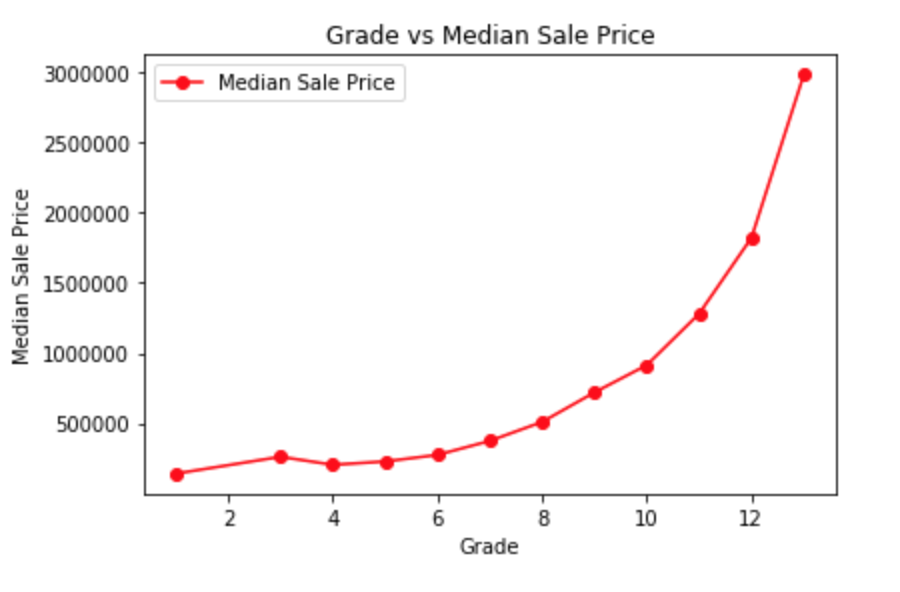 Grade vs Median Sale Price
Median Sale Price
3000000
2500000
2000000
1500000
1000000
500000
Median Sale Price
2 4 6 8 10 12
Grade